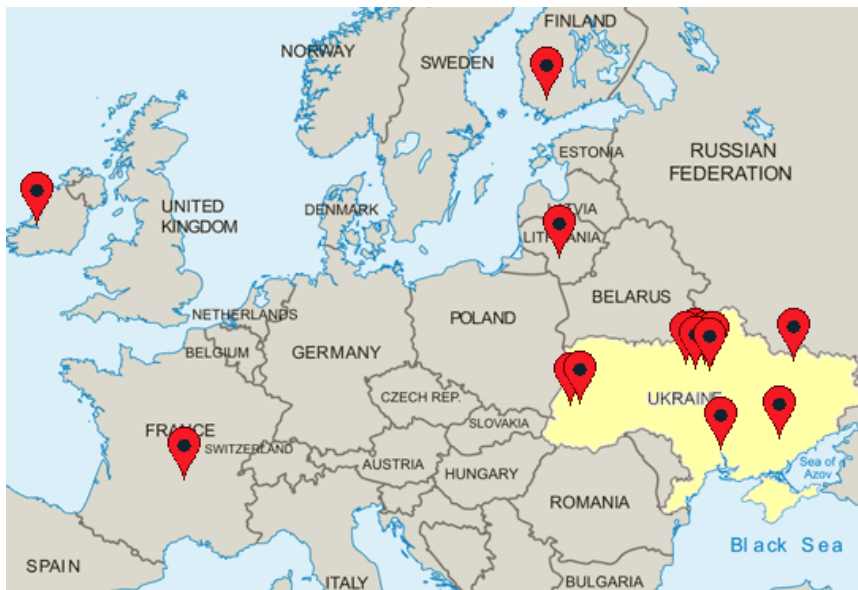 FINLAND
NORWAY
SWEDEN
ESTONIA
RUSSIAN
FEDERATION
LATVIA
LITHUANIA
UNITED
KINGDOM
DENMARK
BELARUS
NETHERLANDS
POLAND
BELGIUM
GERMANY
UKRAINE
CZECH REP.
SLOVAKIA
FRANCE
SWITZERLAND
AUSTRIA
HUNGARY
Sea of
Azov
ROMANIA
Black Sea
SPAIN
ITALY
BULGARIA